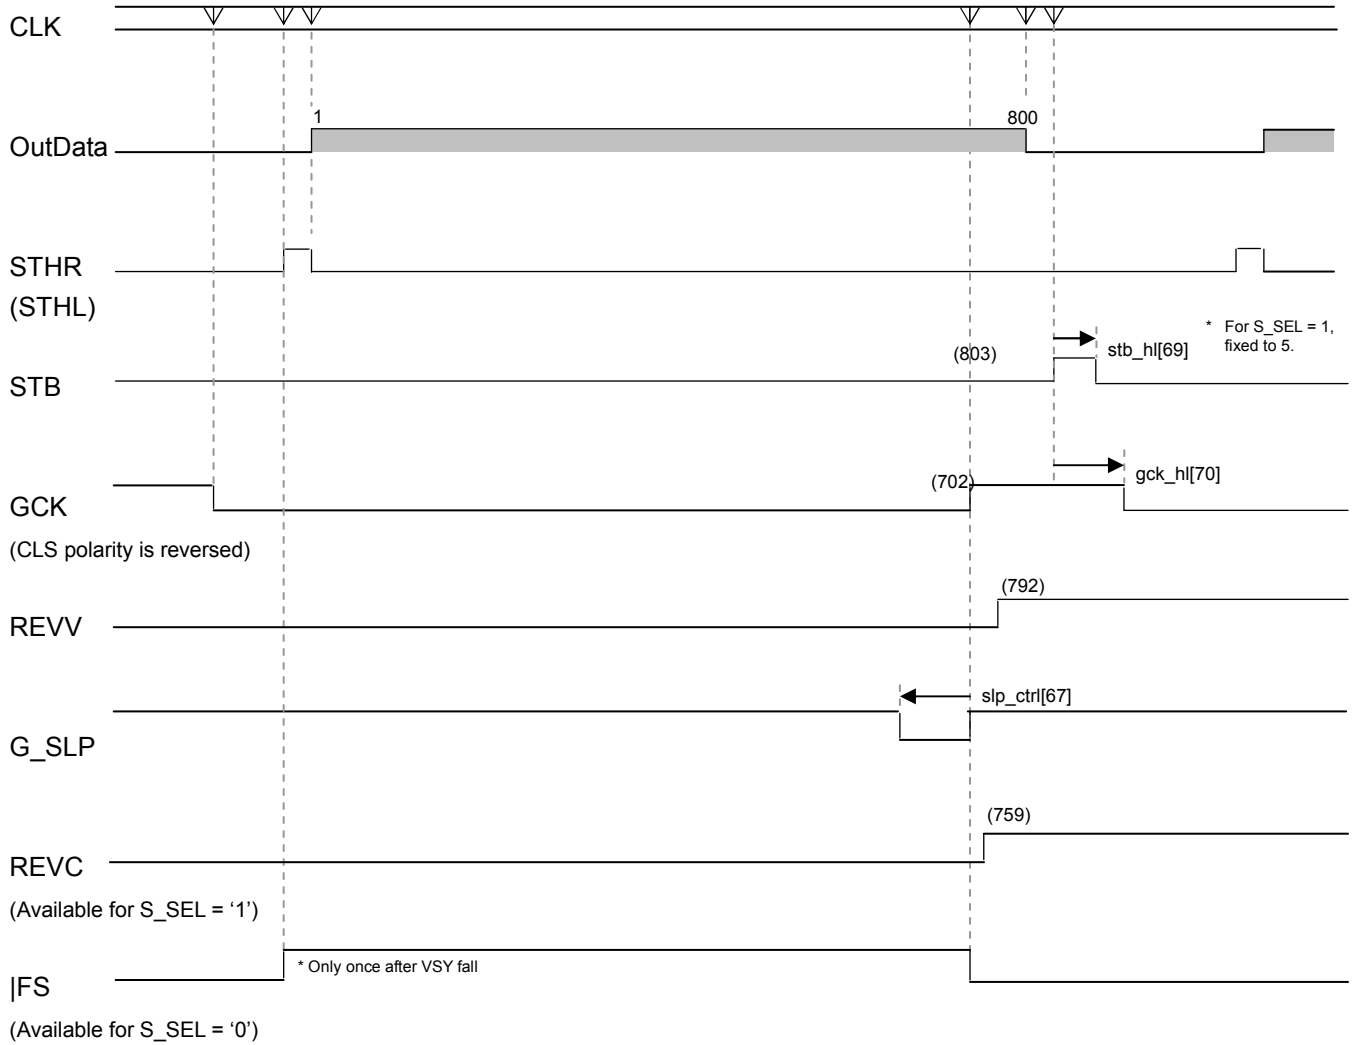 CLK
1
800
OutData
STHR
(STHL)
* For S_SEL = 1,
fixed to 5.
(803)
stb_hl[69]
STB
(702)
gck_hl[70]
GCK
(CLS polarity is reversed)
(792)
REVV
slp_ctrl[67]
G_SLP
(759)
REVC
(Available for S_SEL = ‘1’)
* Only once after VSY fall
|FS
(Available for S_SEL = ‘0’)